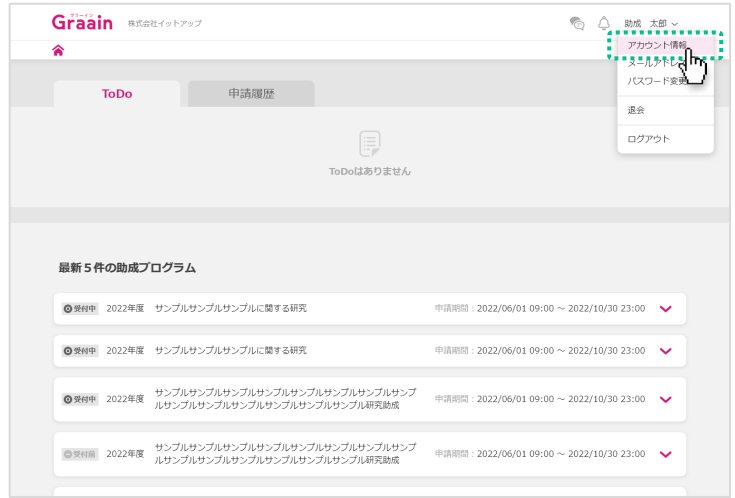 グラーイン
Graain 株式会社イットアップ 助成 太郎
アカウント情報
メールアドレ
パスワード変更
退会
ログアウト
ToDo 申請履歴
ToDoはありません
最新５件の助成プログラム
受付中 2022年度 サンプルサンプルサンプルに関する研究 申請期間：2022/06/01 09:00 ～ 2022/10/30 23:00
受付中 2022年度 サンプルサンプルサンプルに関する研究 申請期間：2022/06/01 09:00 ～ 2022/10/30 23:00
受付中 2022年度 サンプルサンプルサンプルサンプルサンプルサンプルサンプルサンプ 申請期間：2022/06/01 09:00 ～ 2022/10/30 23:00
ルサンプルサンプルサンプルサンプルサンプルサンプル研究助成
受付前 2022年度 サンプルサンプルサンプルサンプルサンプルサンプルサンプルサンプ 申請期間：2022/06/01 09:00 ～ 2022/10/30 23:00
ルサンプルサンプルサンプルサンプルサンプルサンプル研究助成